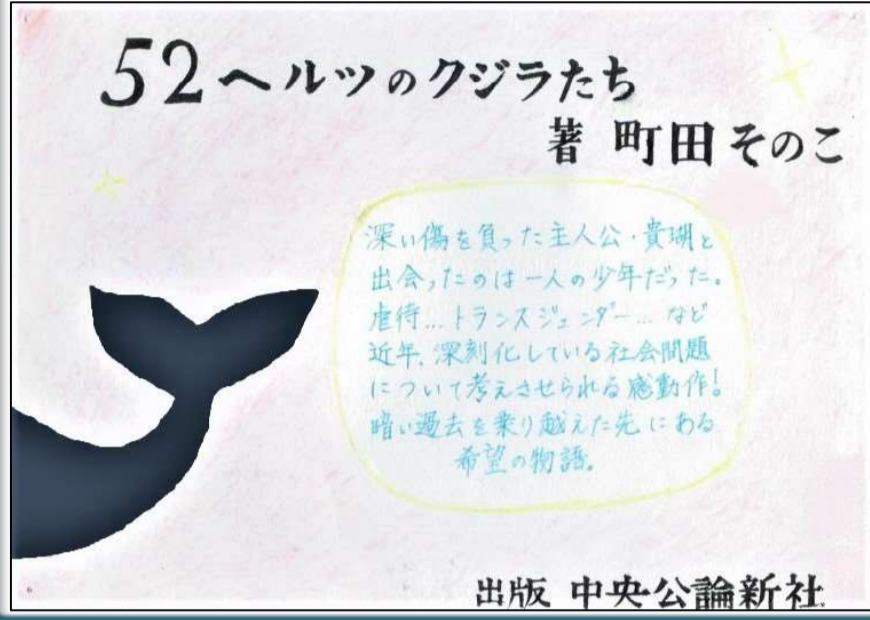 52ヘルツのクジラたち
著 町田そのこ
深い傷を負った主人公・貴瑚と
出会ったのは一人の少年だった。
虐待…トランスジェンダー…など
近年、深刻化している社会問題
について考えさせられる感動作!
暗い過去を乗り越えた先にある
希望の物語。
出版 中央公論新社